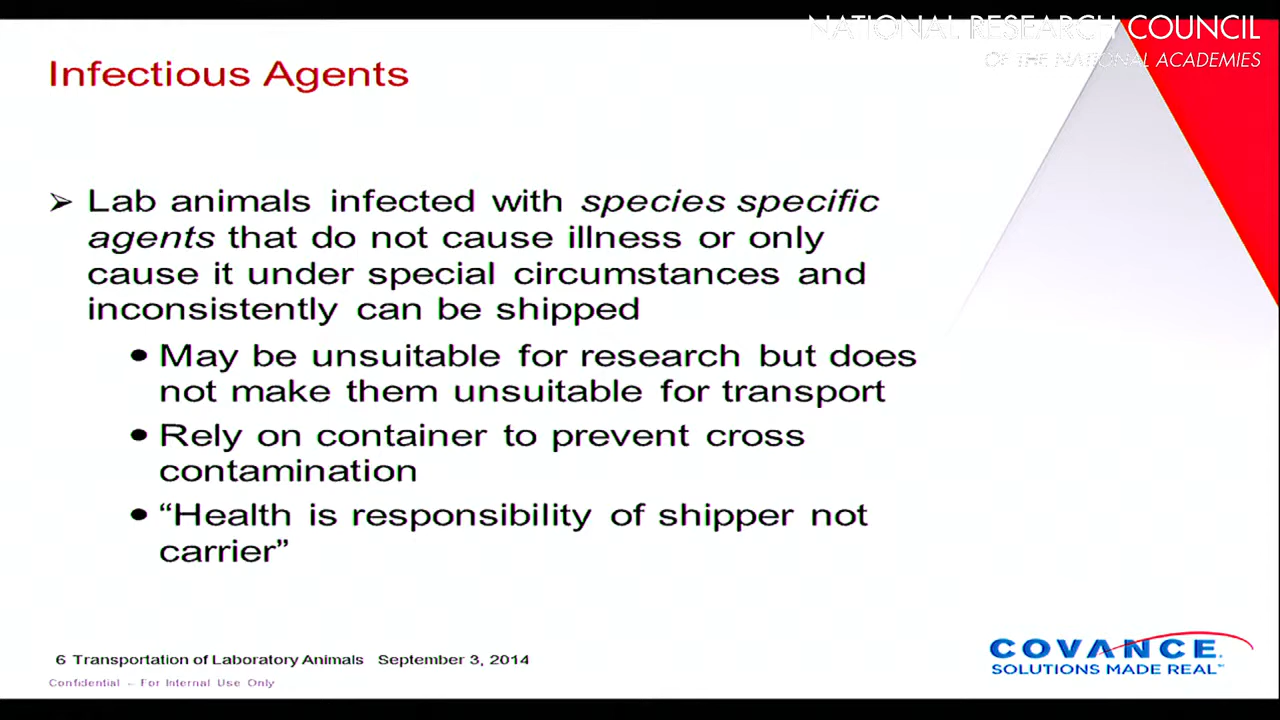 NATIONAL RESEARCH COUNCIL
OF THE NATIONAL ACADEMIES
Infectious Agents
➢ Lab animals infected with species specific
agents that do not cause illness or only
cause it under special circumstances and
inconsistently can be shipped
• May be unsuitable for research but does
not make them unsuitable for transport
• Rely on container to prevent cross
contamination
• “Health is responsibility of shipper not
carrier”
6 Transportation of Laboratory Animals September 3, 2014
Confidential – For Internal Use Only
COVANCE
SOLUTIONS MADE REAL℠